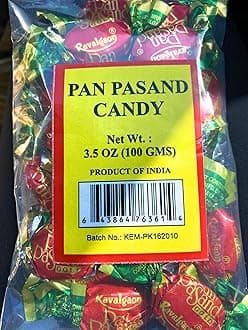 Ravalgaon
Pan
PAN PASAND
CANDY
Net Wt. :
3.5 OZ (100 GMS)
PRODUCT OF INDIA
6 43864 76361 4
Batch No.: KEM-PK162010
Ravalgaon